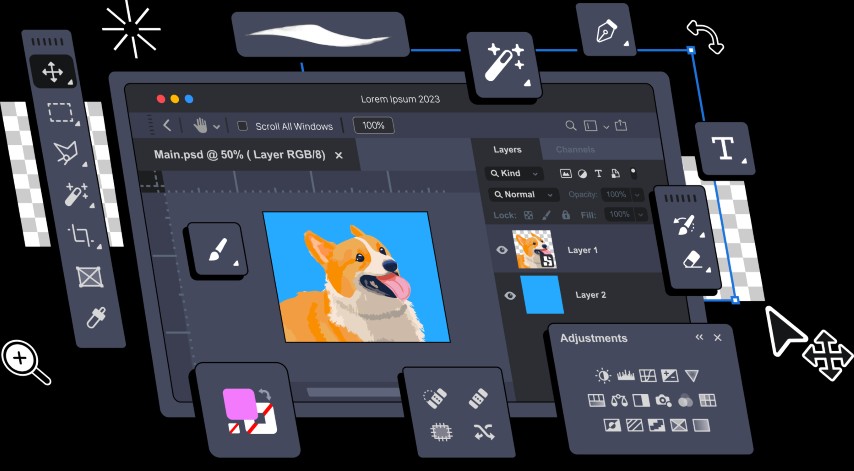 Lorem Ipsum 2023
Scroll All Windows
100%
Main.psd @ 50% ( Layer RGB/8) ×
Layers
Channels
Kind
T
Normal
Opacity: 100%
Lock:
Fill: 100%
Layer 1
Layer 2
T
Adjustments